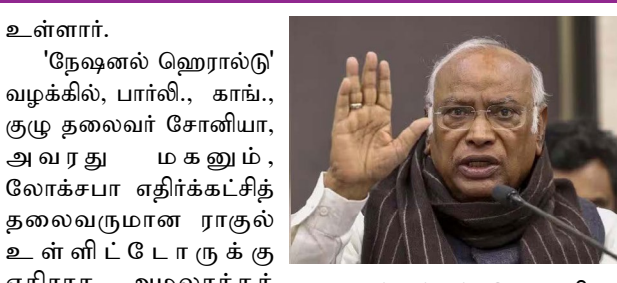 உள்ளார்.
'நேஷனல் ஹெரால்டு'
வழக்கில், பார்லி., காங்.,
குழு தலைவர் சோனியா,
அவரது மகனும்,
லோக்சபா எதிர்க்கட்சித்
தலைவருமான ராகுல்
உள்ளிட்டோருக்கு